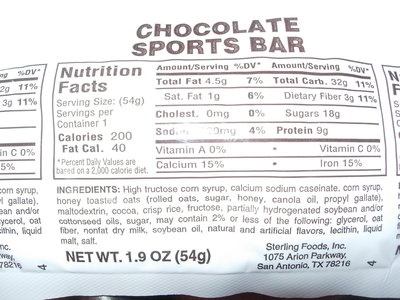 CHOCOLATE
SPORTS BAR
Nutrition
Facts
Serving Size: (54g)
Servings per
Container 1
Calories 200
Fat Cal. 40
*Percent Daily Values are
based on a 2,000 calorie diet.
Amount/Serving %DV* Amount/Serving %DV*
Total Fat 4.5g 7% Total Carb. 32g 11%
Sat. Fat 1g 6% Dietary Fiber 3g 11%
Cholest. 0mg 0% Sugars 18g
4% Protein 9g
Vitamin A 0% • Vitamin C 0%
Calcium 15% • Iron 15%
INGREDIENTS: High fructose corn syrup, calcium sodium caseinate, corn syrup,
honey toasted oats (rolled oats, sugar, honey, canola oil, propyl gallate),
maltodextrin, cocoa, crisp rice, fructose, partially hydrogenated soybean and/or
cottonseed oils, sugar, may contain 2% or less of the following: glycerol, oat
fiber, nonfat dry milk, soybean oil, natural and artificial flavors, lecithin, liquid
malt, salt.
NET WT. 1.9 OZ (54g)
Sterling Foods, Inc.
1075 Arion Parkway,
San Antonio, TX 78216
4